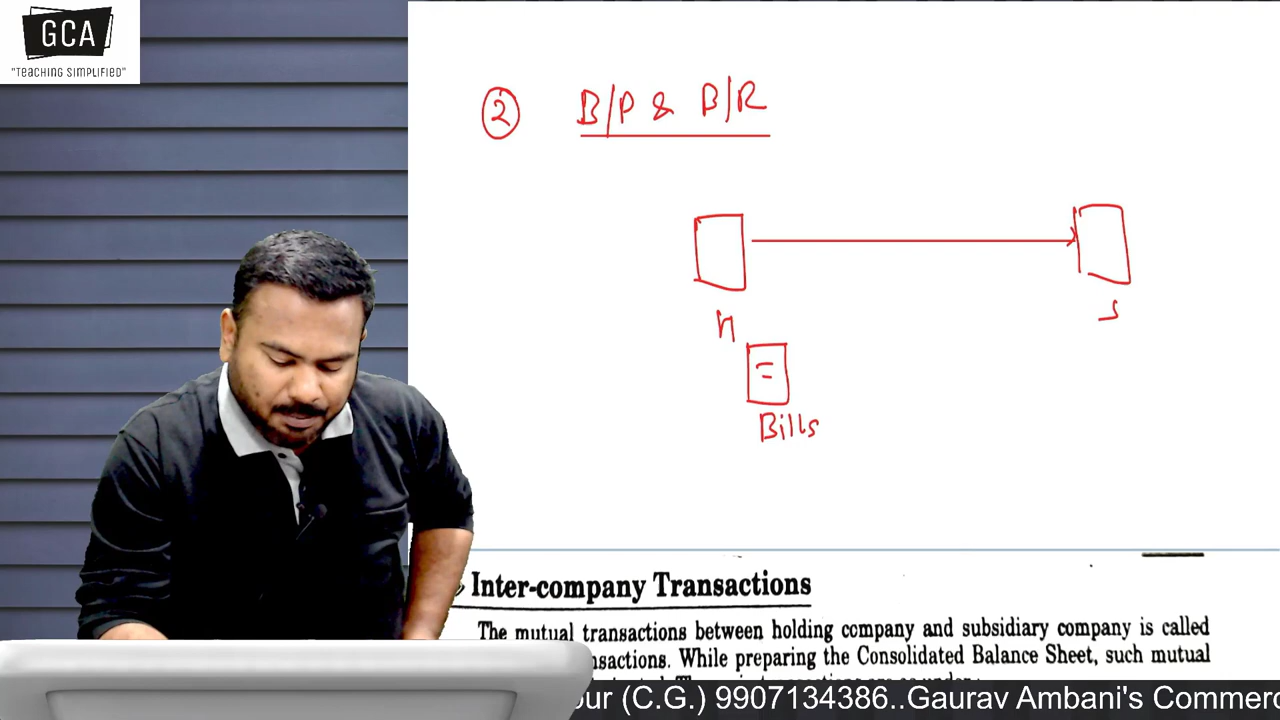 GCA
"TEACHING SIMPLIFIED"
② B/P & B/R
H
S
=
Bills
Inter-company Transactions
The mutual transactions between holding company and subsidiary company is called
nsactions. While preparing the Consolidated Balance Sheet, such mutual
our (C.G.) 9907134386..Gaurav Ambani's Commerc